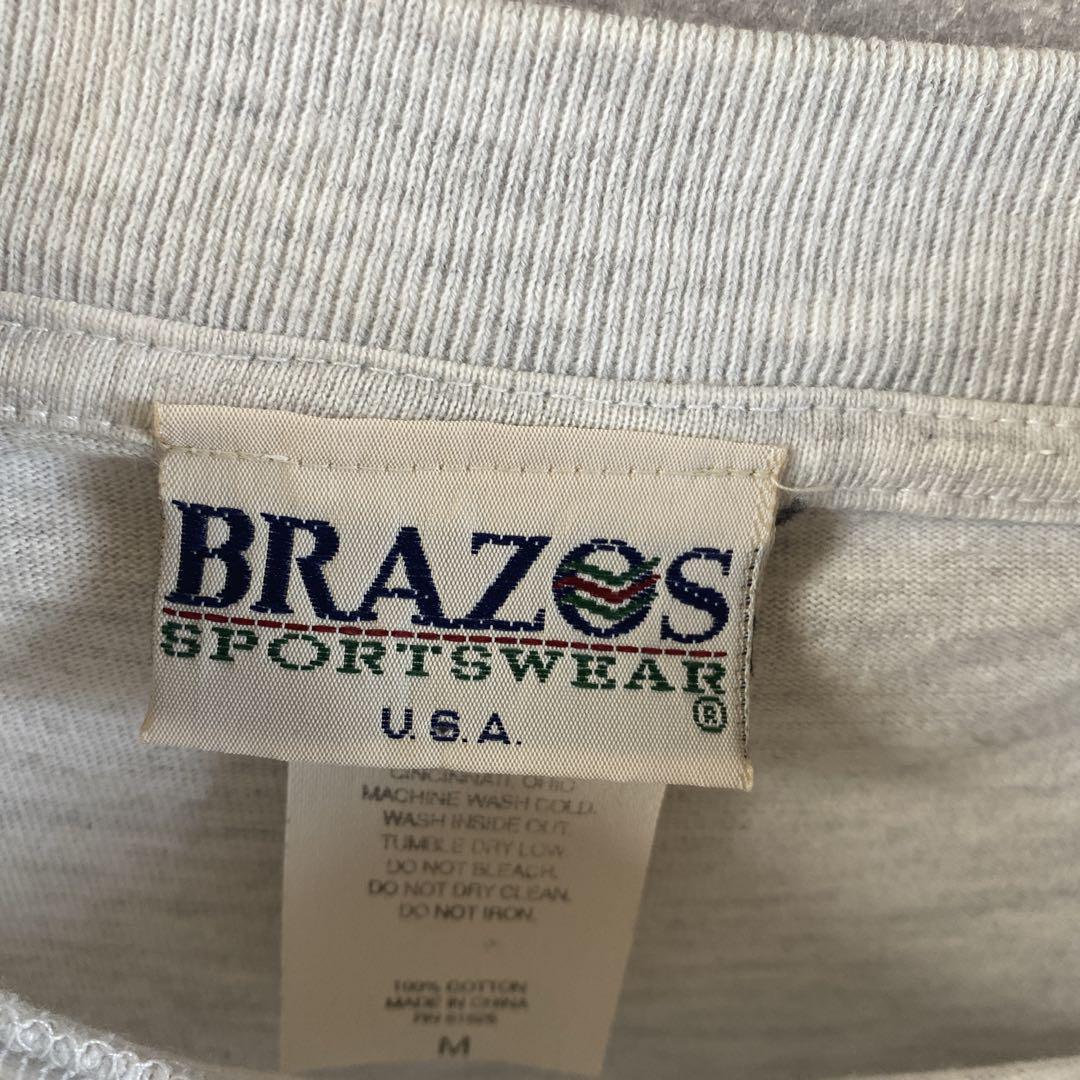 BRAZOS
SPORTSWEAR
®
U.S.A.
CINCINNATI, OHIO
MACHINE WASH COLD.
WASH INSIDE OUT.
TUMBLE DRY LOW.
DO NOT BLEACH.
DO NOT DRY CLEAN.
DO NOT IRON.
100% COTTON
MADE IN CHINA
RN
M